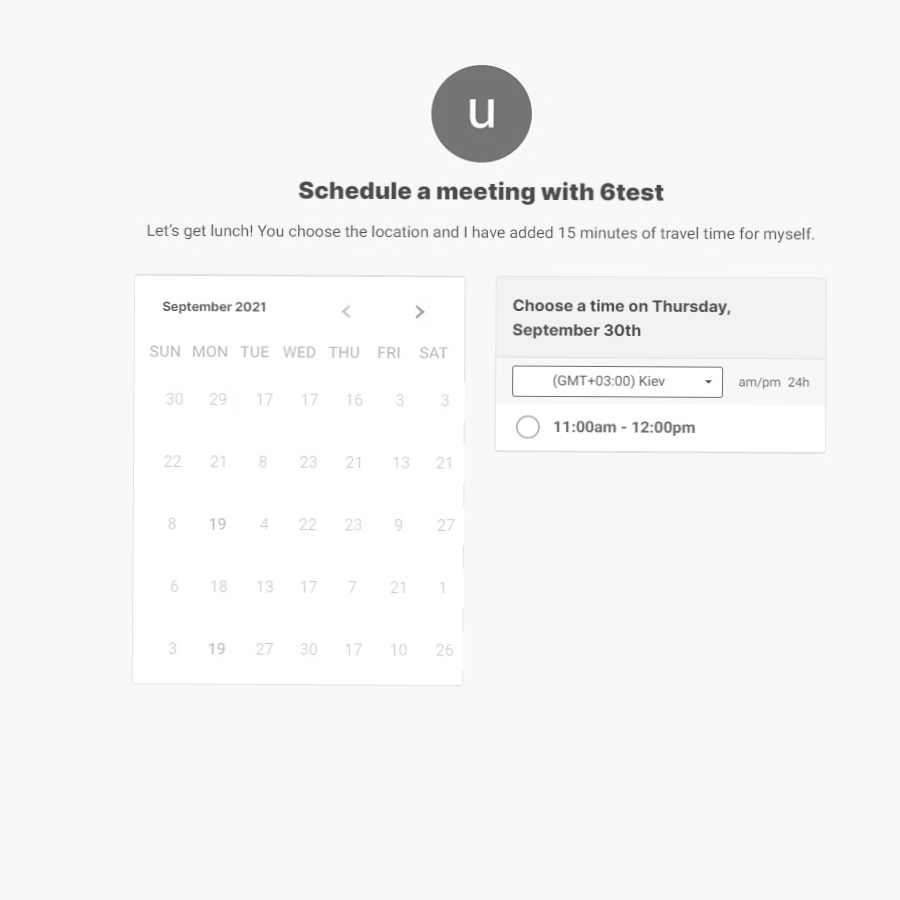 u
Schedule a meeting with 6test
Let's get lunch! You choose the location and I have added 15 minutes of travel time for myself.
September 2021
SUN MON TUE WED THU FRI SAT
30 29 17 17 16 3 3
22 21 8 23 21 13 21
8 19 4 22 23 9 27
6 18 13 17 7 21 1
3 19 27 30 17 10 26
Choose a time on Thursday,
September 30th
(GMT+03:00) Kiev
am/pm 24h
11:00am - 12:00pm